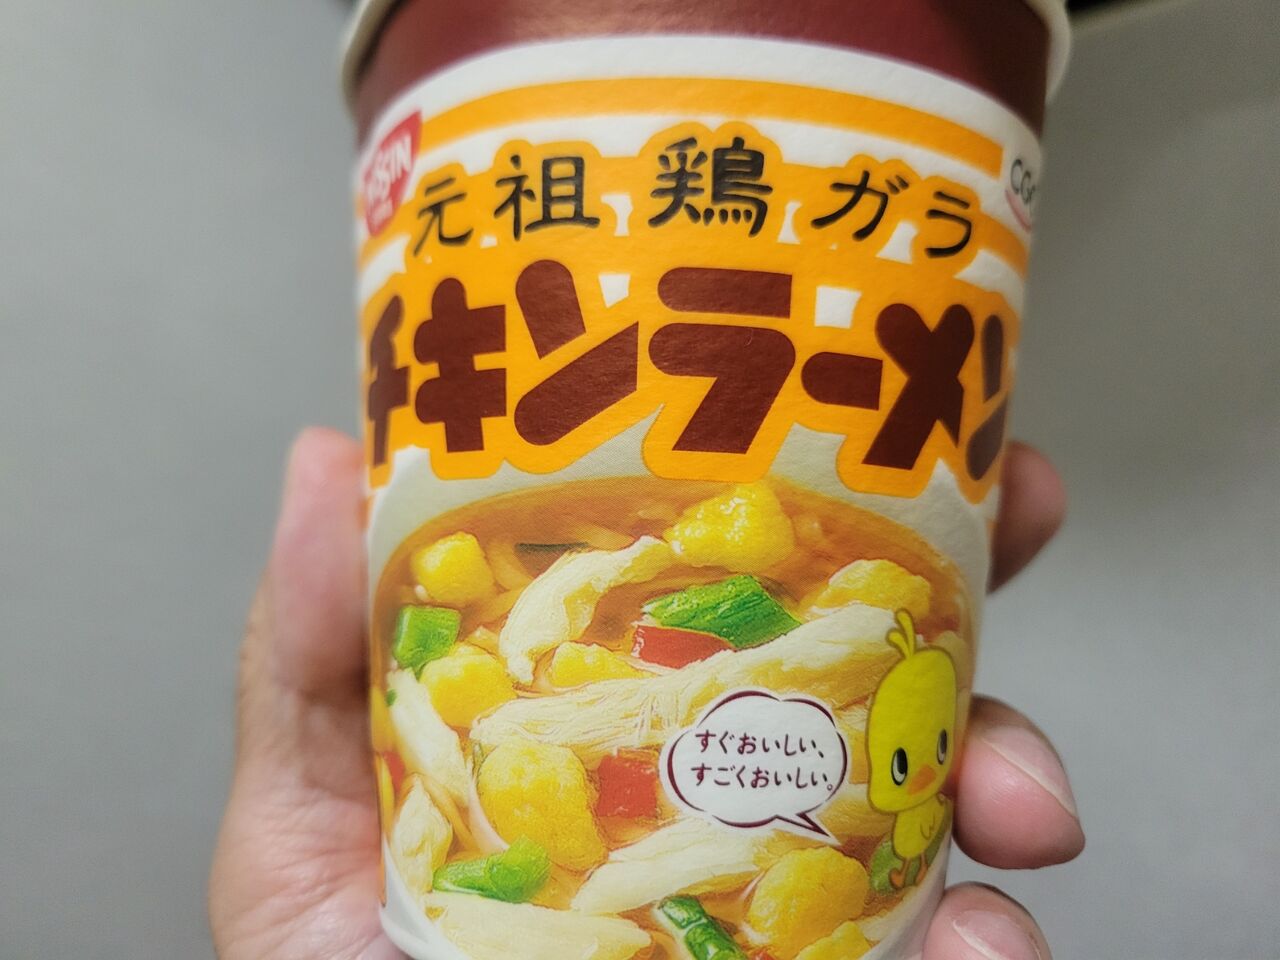 NISSIN
元祖鶏ガラ
チキンラーメン
すぐおいしい、
すごくおいしい。